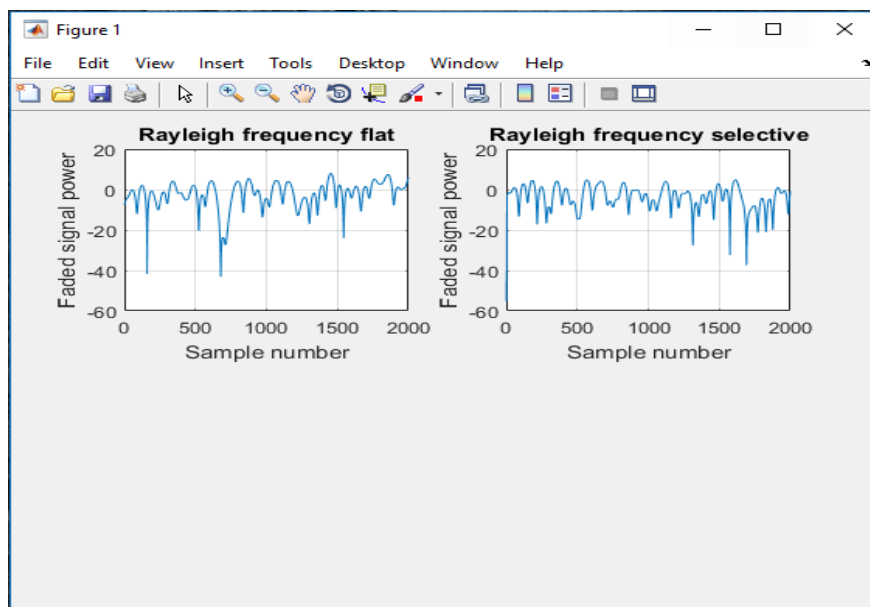 Figure 1
File Edit View Insert Tools Desktop Window Help
Rayleigh frequency flat
Faded signal power
20
0
-20
-40
-60
0 500 1000 1500 2000
Sample number
Rayleigh frequency selective
Faded signal power
20
0
-20
-40
-60
0 500 1000 1500 2000
Sample number